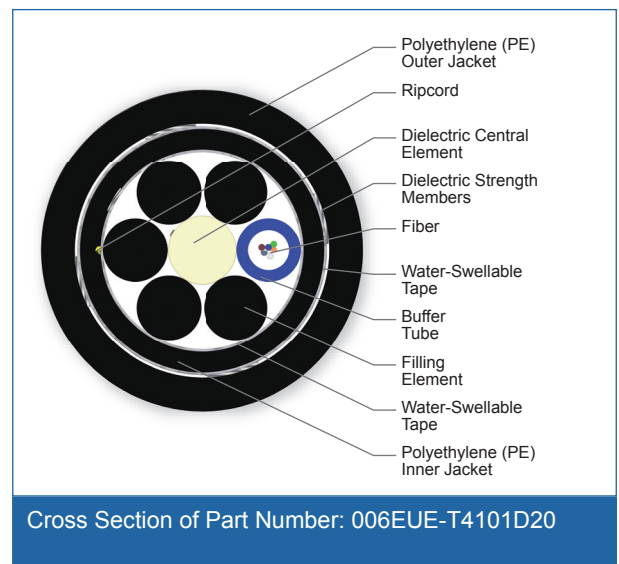 Polyethylene (PE)
Outer Jacket
Ripcord
Dielectric Central
Element
Dielectric Strength
Members
Fiber
Water-Swellable
Tape
Buffer
Tube
Filling
Element
Water-Swellable
Tape
Polyethylene (PE)
Inner Jacket
Cross Section of Part Number: 006EUE-T4101D20